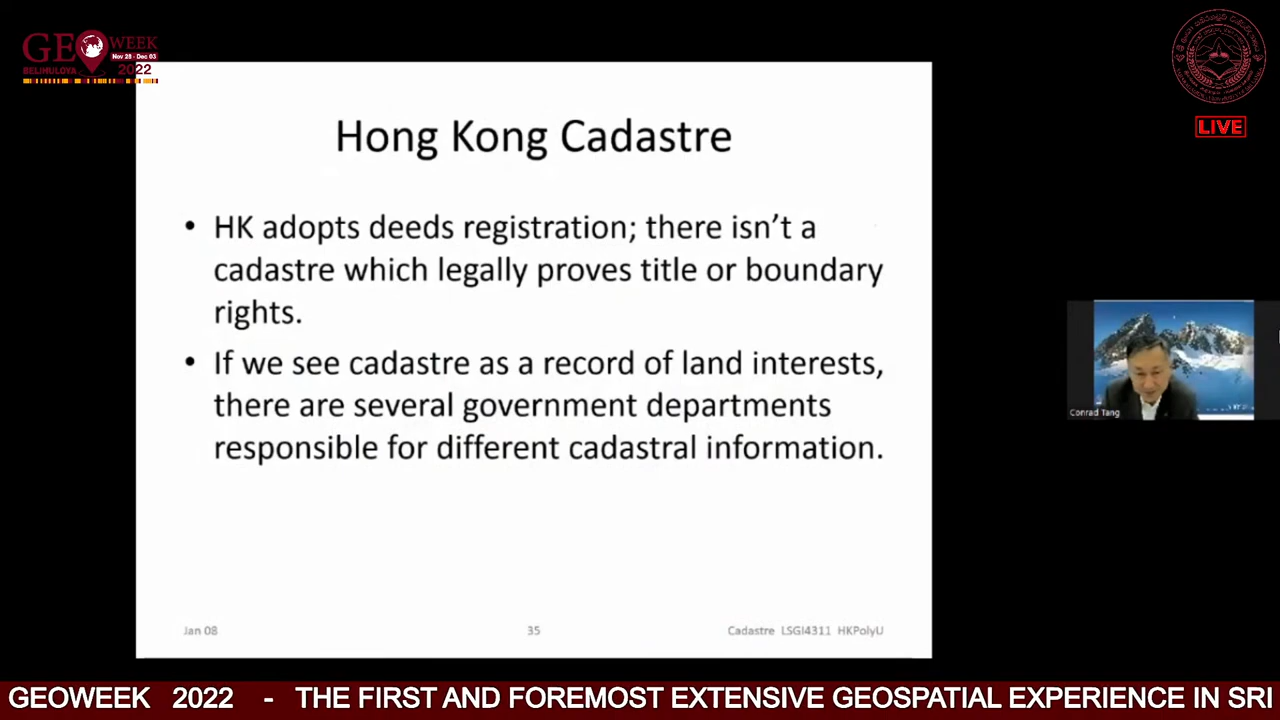 GEOWEEK
Nov 28 - Dec 03
BELIHULOYA 2022
LIVE
Hong Kong Cadastre
• HK adopts deeds registration; there isn’t a
cadastre which legally proves title or boundary
rights.
• If we see cadastre as a record of land interests,
there are several government departments
responsible for different cadastral information.
Conrad Tang
Jan 08
35
Cadastre LSGI4311 HKPolyU
GEOWEEK 2022 - THE FIRST AND FOREMOST EXTENSIVE GEOSPATIAL EXPERIENCE IN SRI